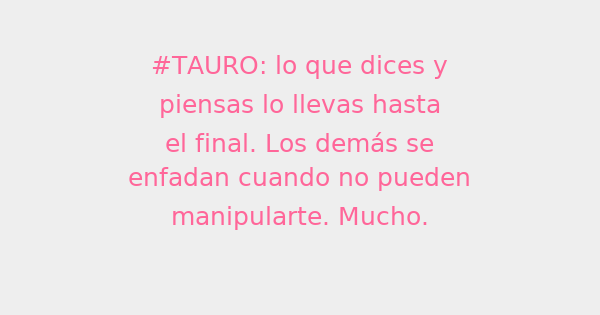 #TAURO: lo que dices y
piensas lo llevas hasta
el final. Los demás se
enfadan cuando no pueden
manipularte. Mucho.